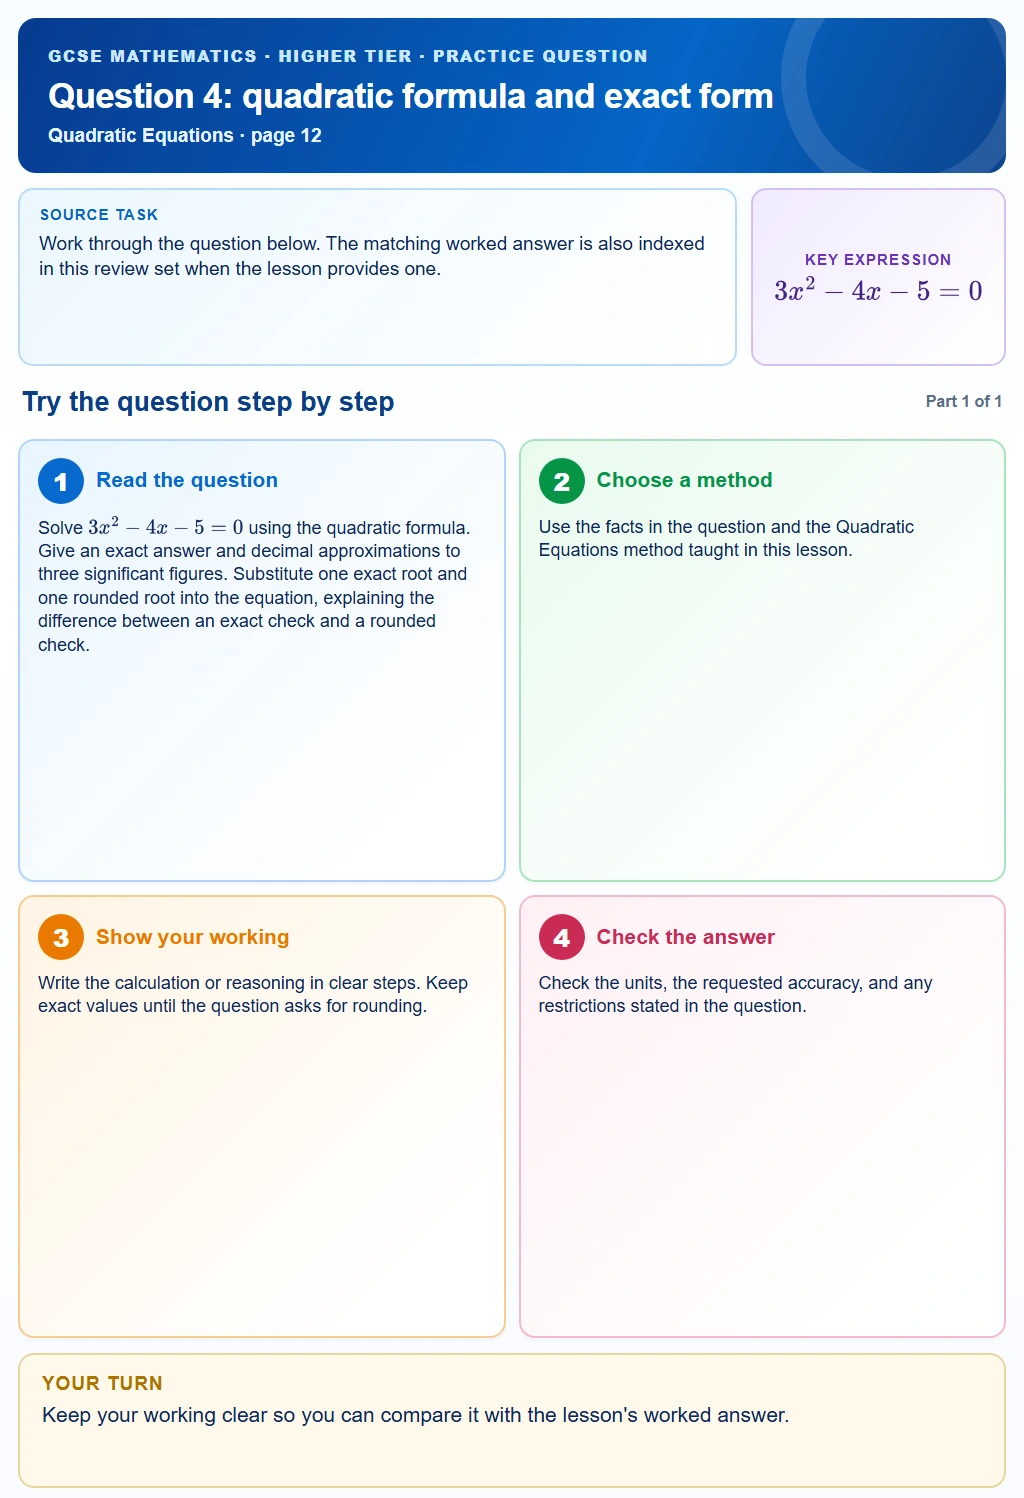 GCSE MATHEMATICS · HIGHER TIER · PRACTICE QUESTION
Question 4: quadratic formula and exact form
Quadratic Equations · page 12
SOURCE TASK
Work through the question below. The matching worked answer is also indexed
in this review set when the lesson provides one.
KEY EXPRESSION
3x² − 4x − 5 = 0
Try the question step by step
Part 1 of 1
1 Read the question
Solve 3x² − 4x − 5 = 0 using the quadratic formula.
Give an exact answer and decimal approximations to
three significant figures. Substitute one exact root and
one rounded root into the equation, explaining the
difference between an exact check and a rounded
check.
2 Choose a method
Use the facts in the question and the Quadratic
Equations method taught in this lesson.
3 Show your working
Write the calculation or reasoning in clear steps. Keep
exact values until the question asks for rounding.
4 Check the answer
Check the units, the requested accuracy, and any
restrictions stated in the question.
YOUR TURN
Keep your working clear so you can compare it with the lesson's worked answer.